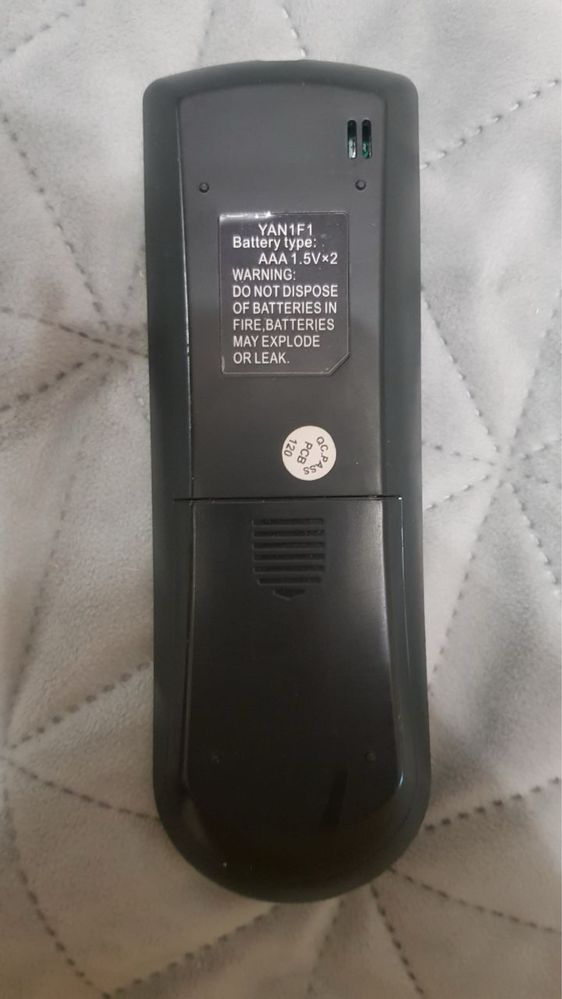 YAN1F1
Battery type:
AAA 1.5V×2
WARNING:
DO NOT DISPOSE
OF BATTERIES IN
FIRE,BATTERIES
MAY EXPLODE
OR LEAK.
QC-PASS
PCB
120